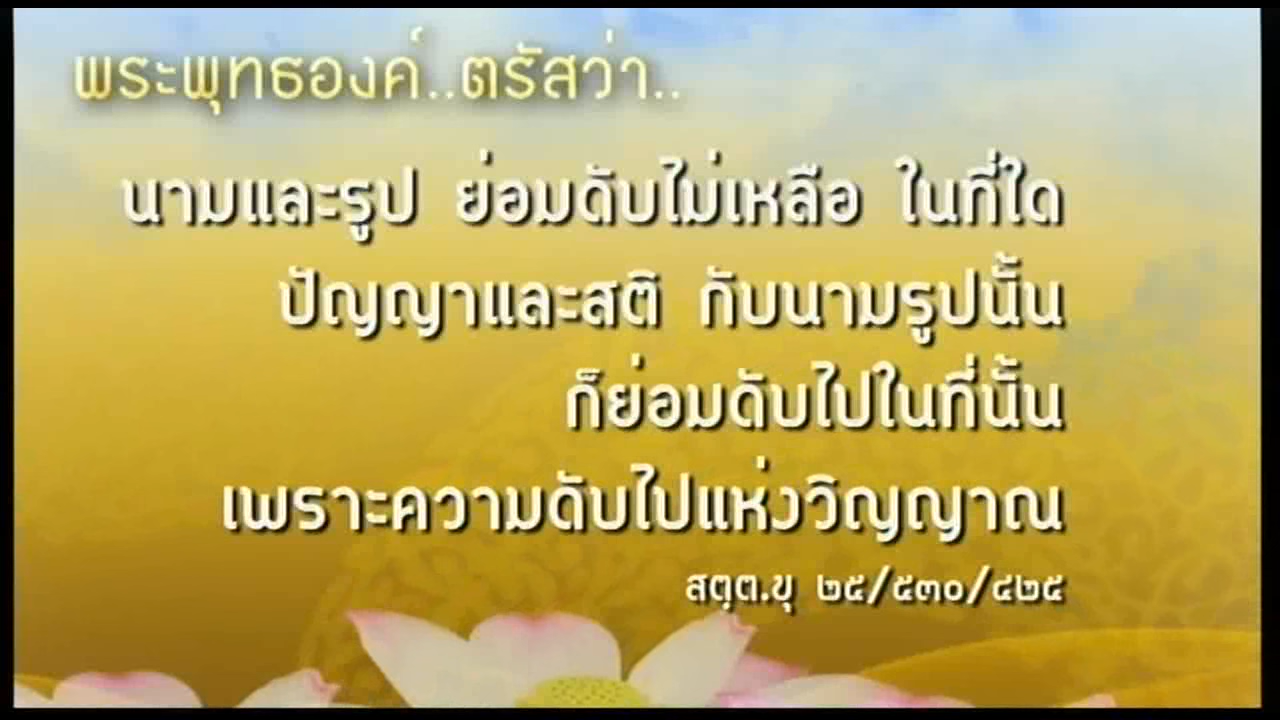 พระพุทธองค์..ตรัสว่า..
นามและรูป ย่อมดับไม่เหลือ ในที่ใด
ปัญญาและสติ กับนามรูปนั้น
ก็ย่อมดับไปในที่นั้น
เพราะความดับไปแห่งวิญญาณ
สตฺต.ขุ ๒๕/๕๓๐/๔๒๕